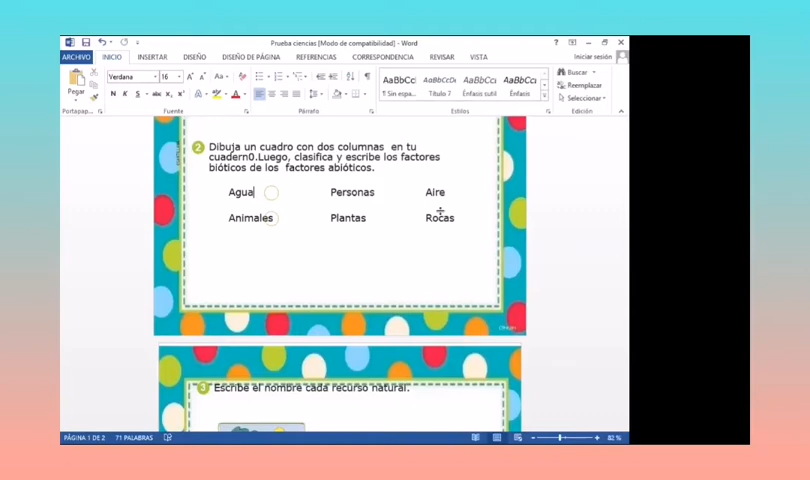 Prueba ciencias [Modo de compatibilidad] - Word
ARCHIVO INICIO INSERTAR DISEÑO DISEÑO DE PÁGINA REFERENCIAS CORRESPONDENCIA REVISAR VISTA Iniciar sesión
Verdana 16
Pegar
AaBbCcI AaBbCcDc AaBbCcI AaBbCcI
¶ Sin espa... Título 7 Énfasis sutil Énfasis
Buscar
Reemplazar
Seleccionar
Portapap... Fuente Párrafo Estilos Edición
2 Dibuja un cuadro con dos columnas en tu
cuadern0.Luego, clasifica y escribe los factores
bióticos de los factores abióticos.
Agua Personas Aire
Animales Plantas Rocas
3 Escribe el nombre cada recurso natural.
PÁGINA 1 DE 2 71 PALABRAS 82 %